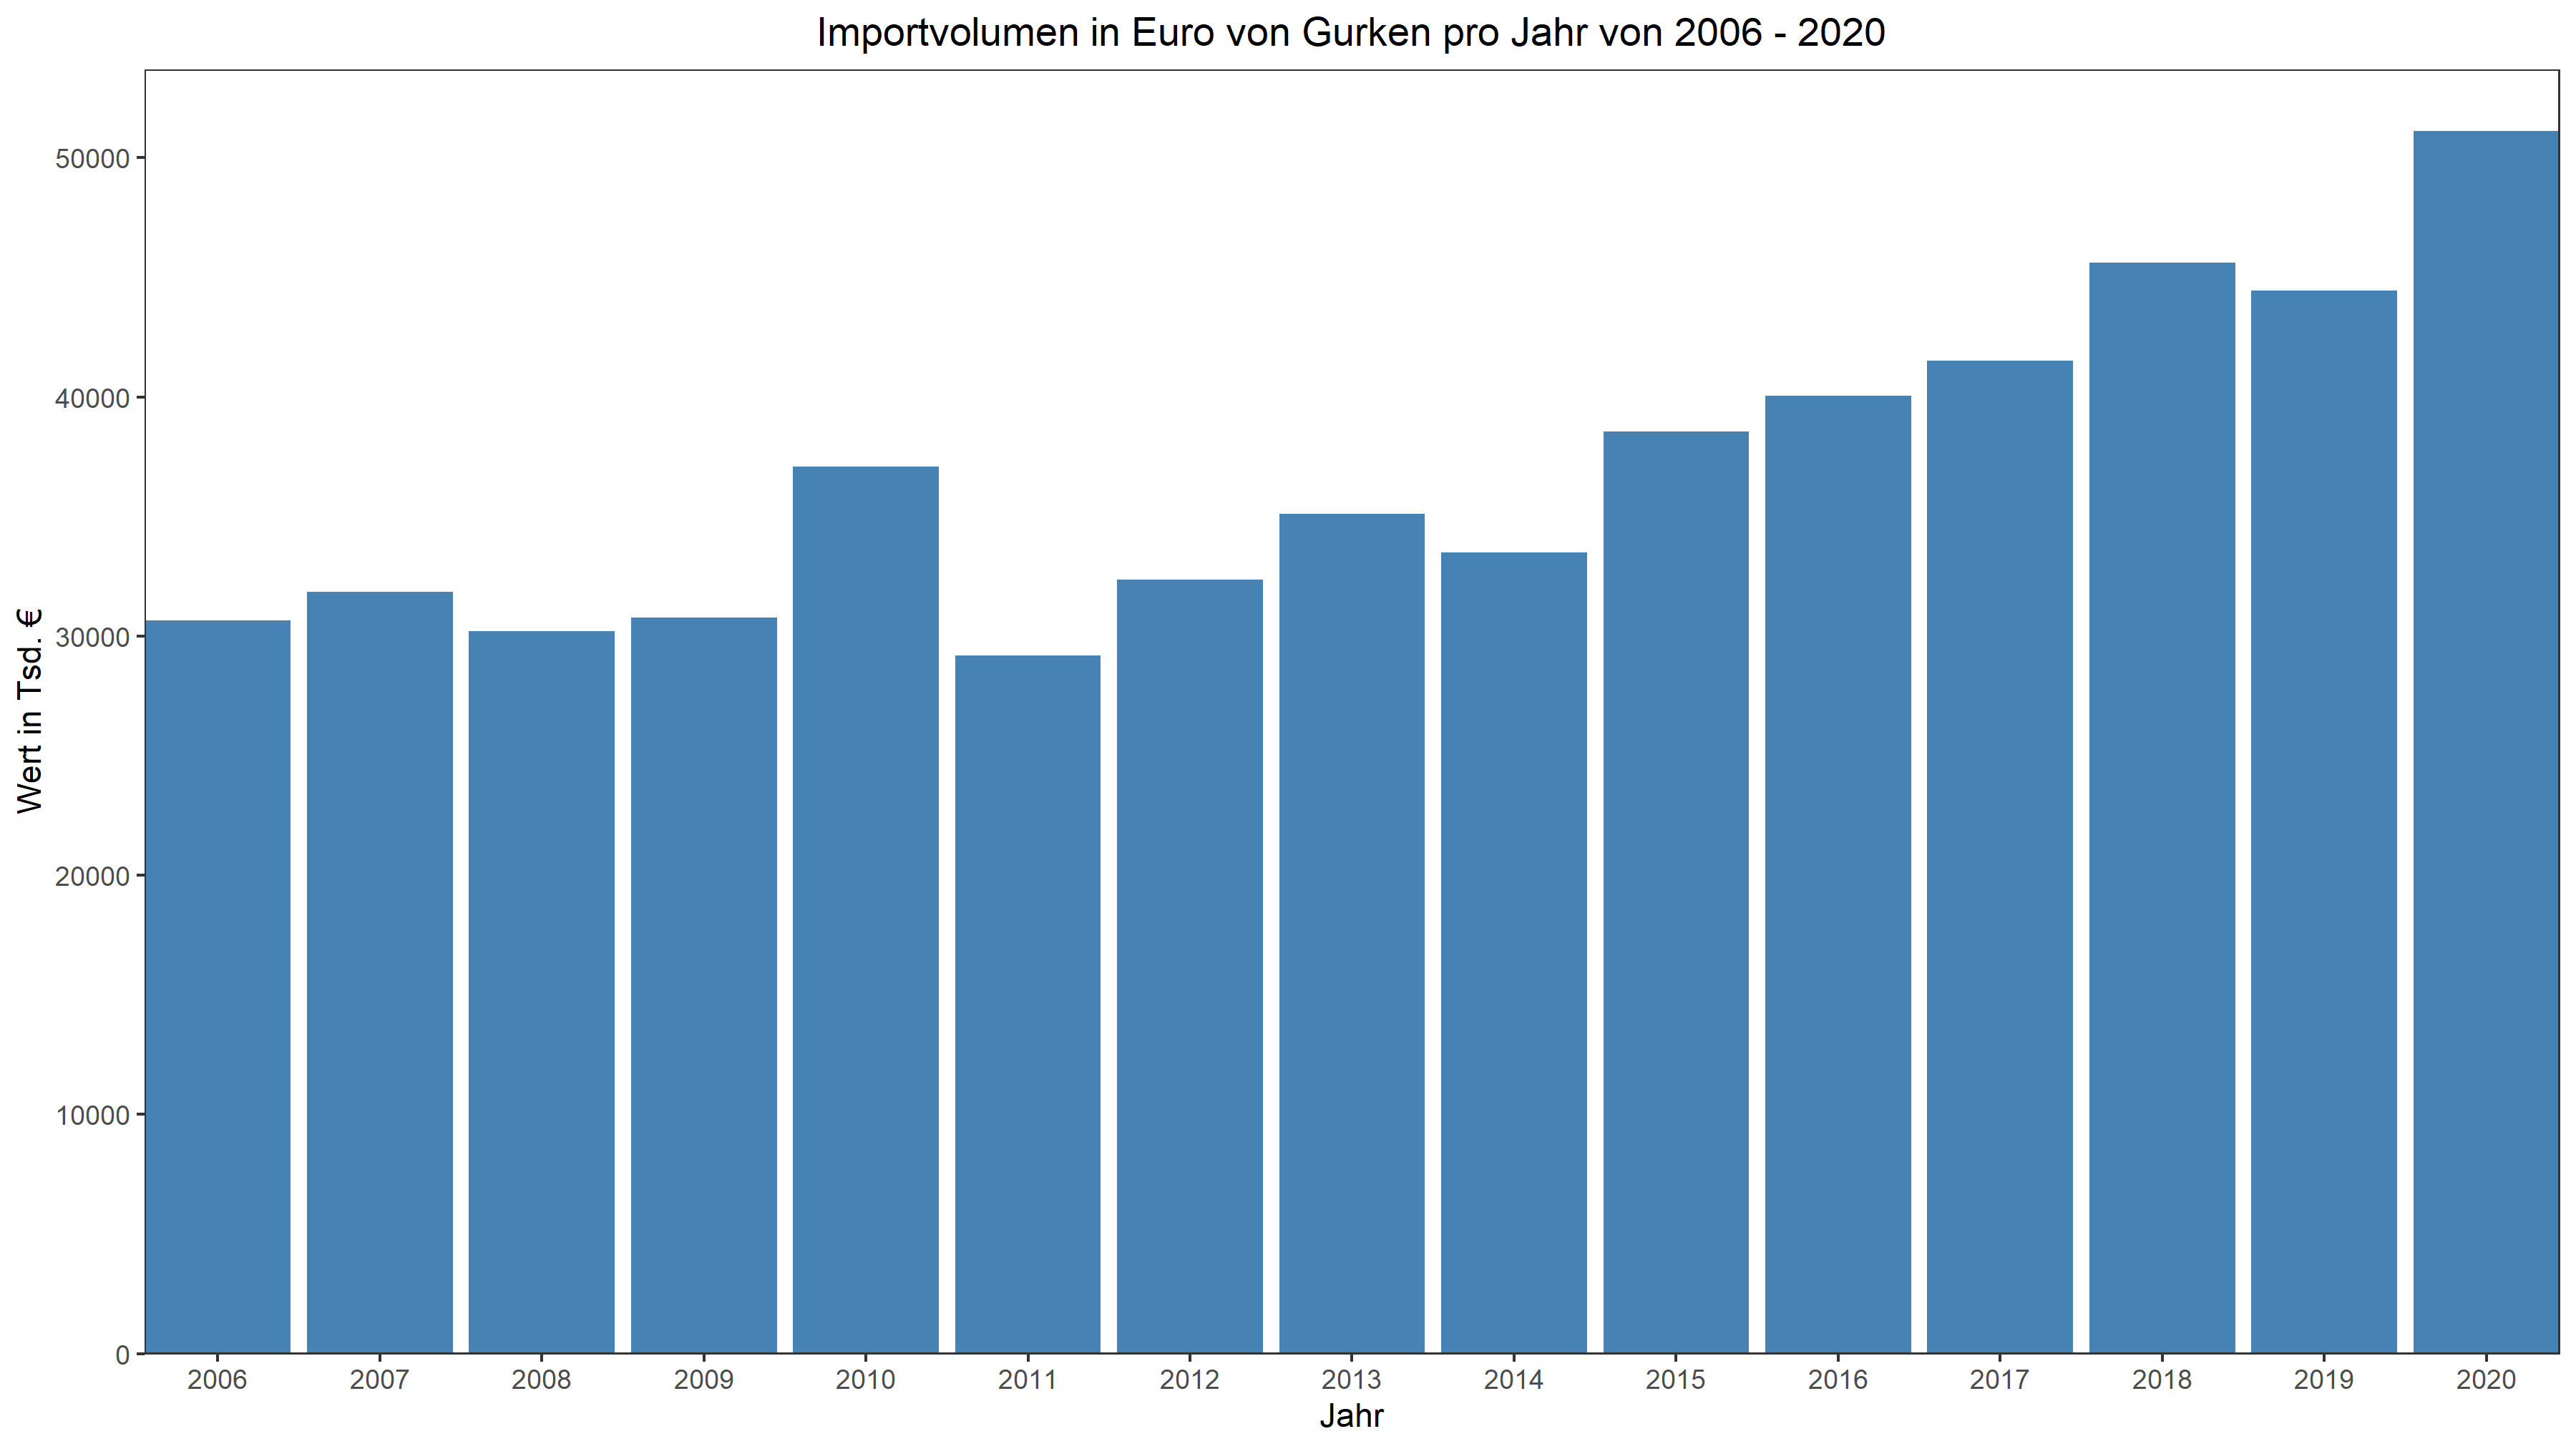 Importvolumen in Euro von Gurken pro Jahr von 2006 - 2020
Wert in Tsd. €
50000
40000
30000
20000
10000
0
2006 2007 2008 2009 2010 2011 2012 2013 2014 2015 2016 2017 2018 2019 2020
Jahr